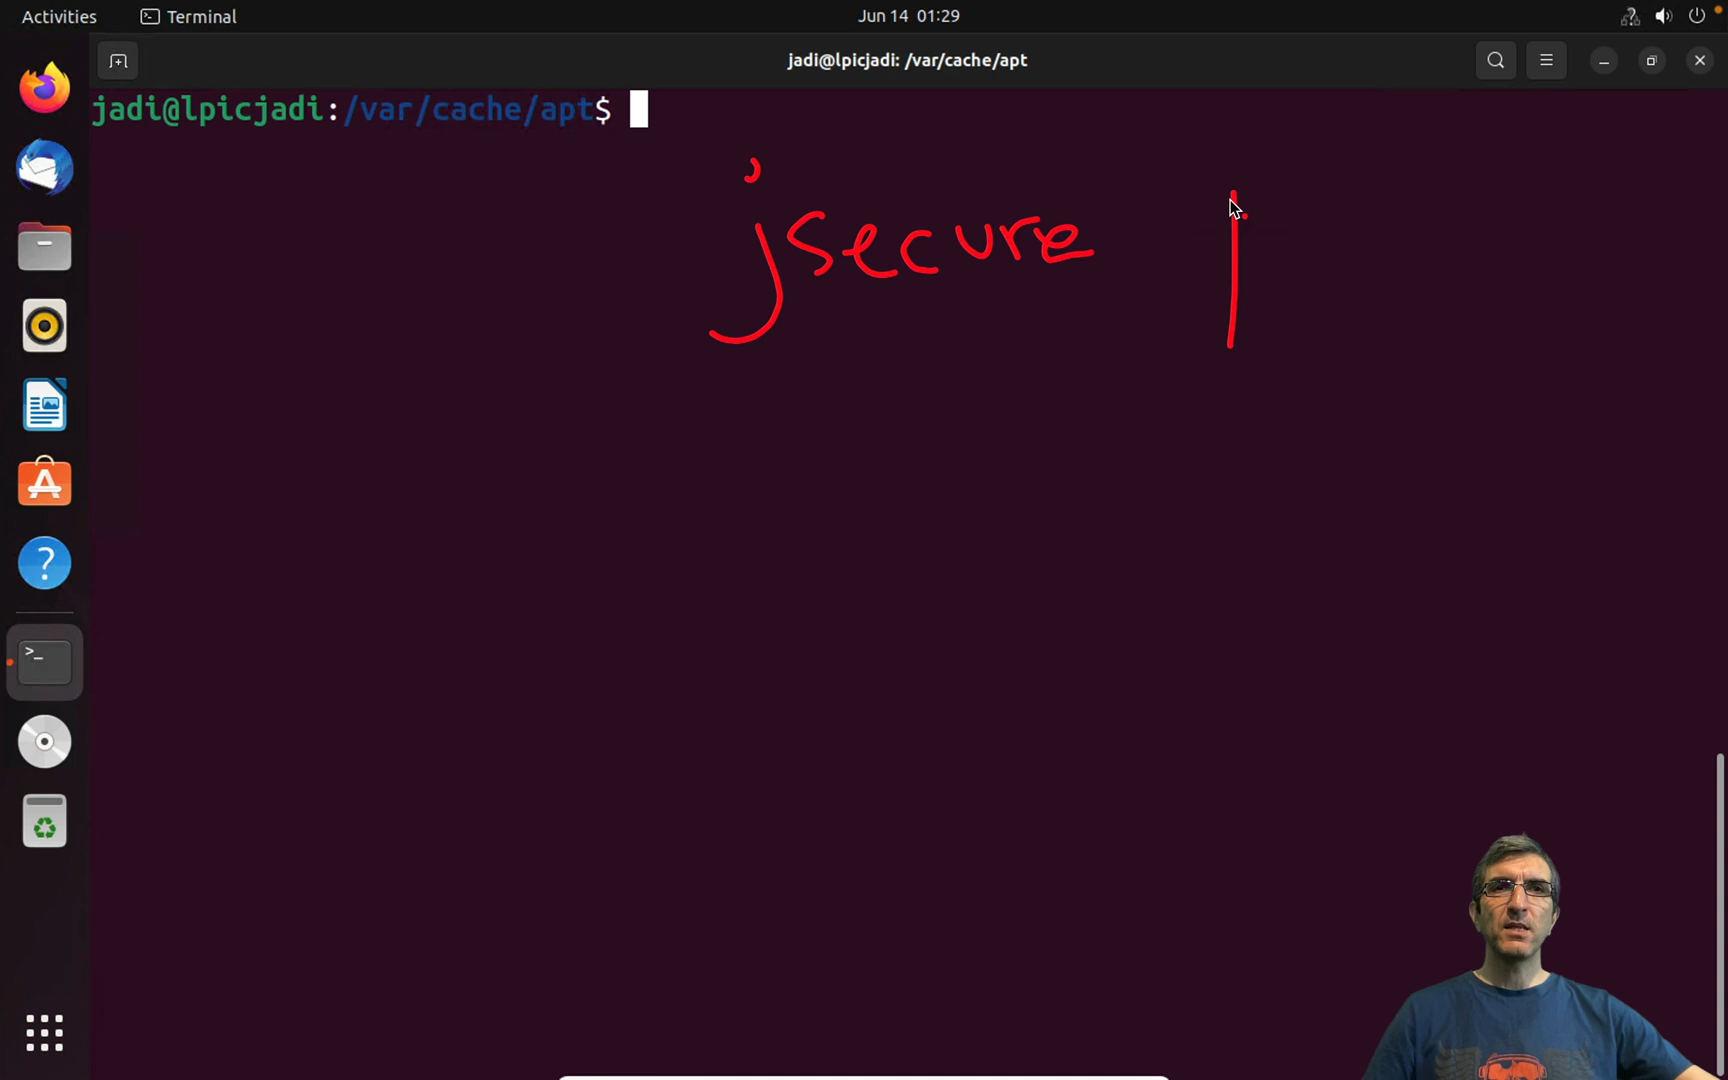 Activities Terminal Jun 14 01:29
jadi@lpicjadi: /var/cache/apt
jadi@lpicjadi:/var/cache/apt$
jsecure